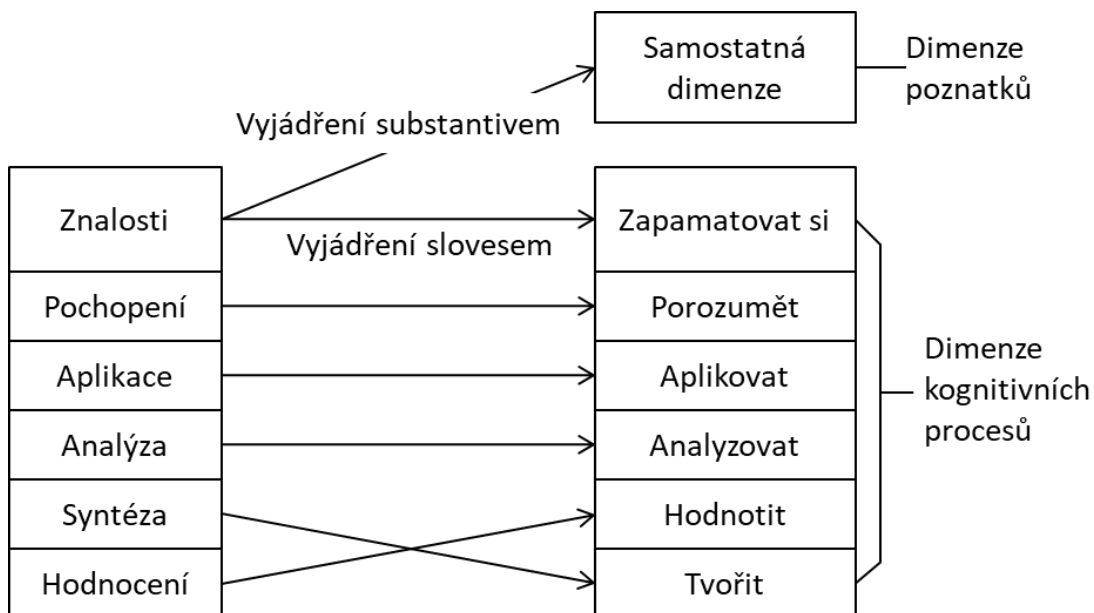 Samostatná
dimenze
Dimenze
poznatků
Vyjádření substantivem
Znalosti
Vyjádření slovesem
Zapamatovat si
Pochopení
Porozumět
Aplikace
Aplikovat
Dimenze
kognitivních
procesů
Analýza
Analyzovat
Syntéza
Hodnotit
Hodnocení
Tvořit